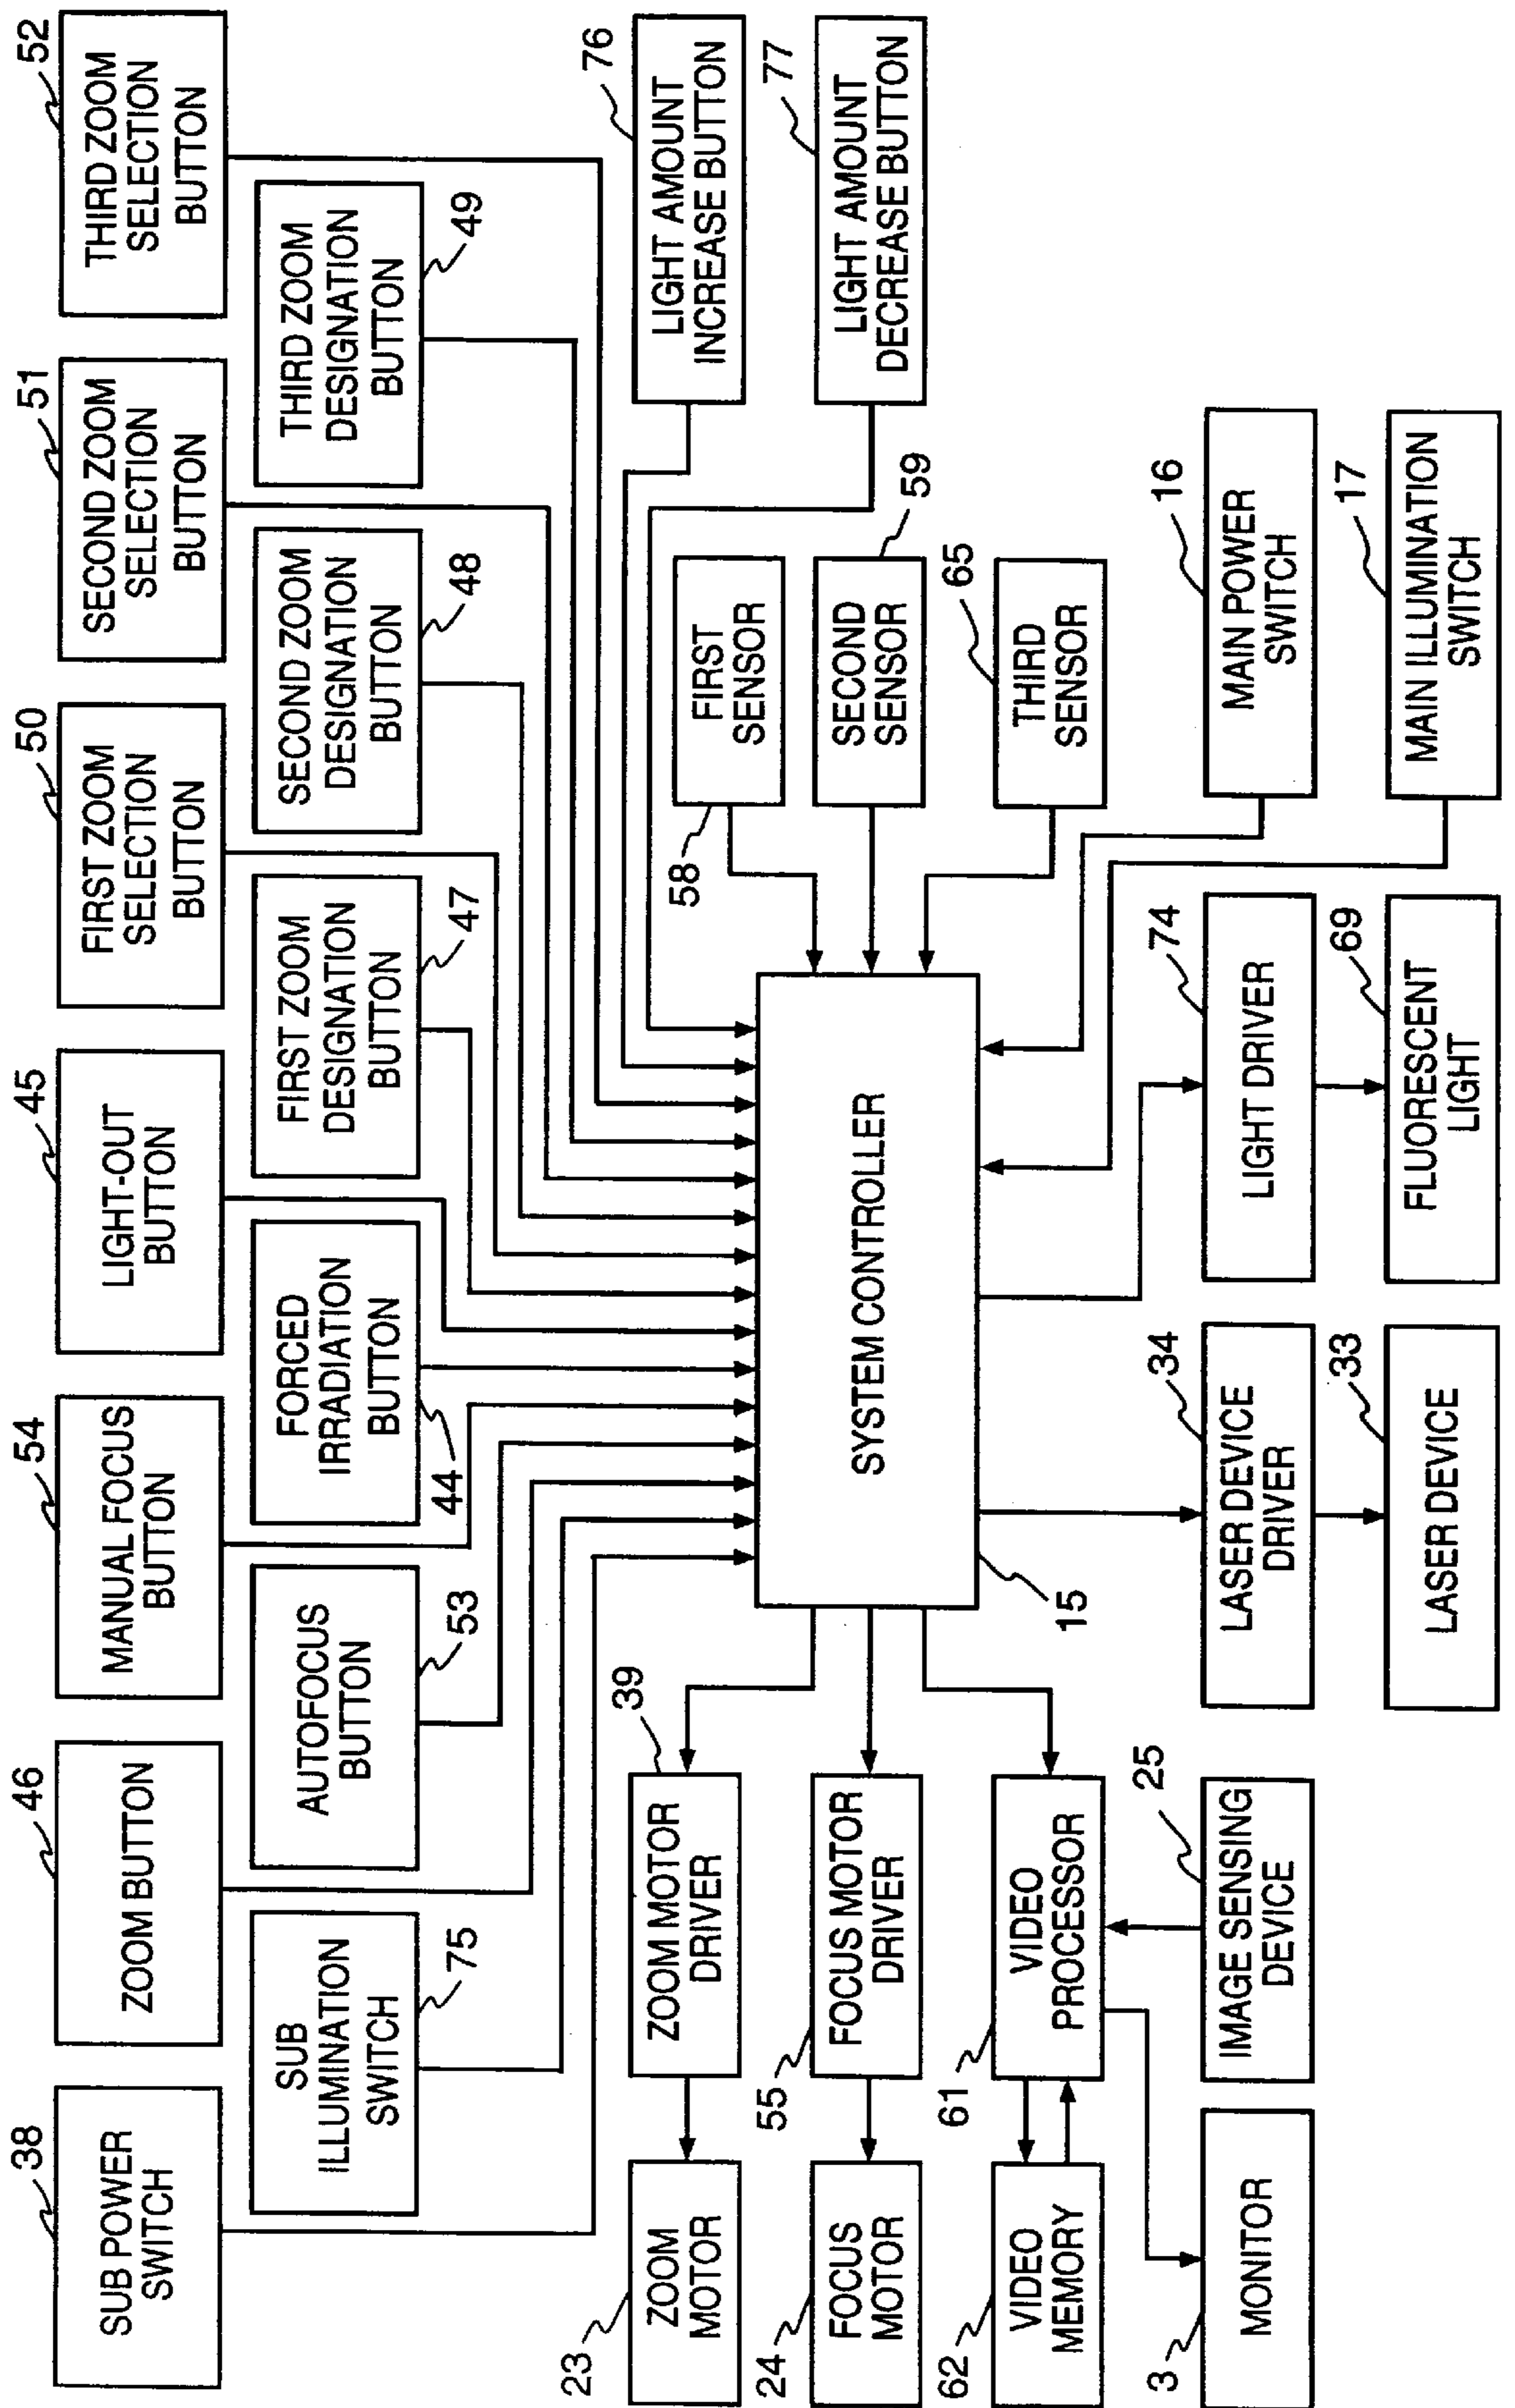 38
SUB POWER
SWITCH
46
ZOOM BUTTON
54
MANUAL FOCUS
BUTTON
45
LIGHT-OUT
BUTTON
50
FIRST ZOOM
SELECTION
BUTTON
51
SECOND ZOOM
SELECTION
BUTTON
52
THIRD ZOOM
SELECTION
BUTTON
SUB
ILLUMINATION
SWITCH
75
AUTOFOCUS
BUTTON
53
FORCED
IRRADIATION
BUTTON
44
FIRST ZOOM
DESIGNATION
BUTTON
47
SECOND ZOOM
DESIGNATION
BUTTON
48
THIRD ZOOM
DESIGNATION
BUTTON
49
23
ZOOM
MOTOR
39
ZOOM MOTOR
DRIVER
76
LIGHT AMOUNT
INCREASE BUTTON
58
FIRST
SENSOR
77
LIGHT AMOUNT
DECREASE BUTTON
24
FOCUS
MOTOR
55
FOCUS MOTOR
DRIVER
SYSTEM CONTROLLER
15
SECOND
SENSOR
59
62
VIDEO
MEMORY
61
VIDEO
PROCESSOR
65
THIRD
SENSOR
3
MONITOR
25
IMAGE SENSING
DEVICE
34
LASER DEVICE
DRIVER
74
LIGHT DRIVER
16
MAIN POWER
SWITCH
33
LASER DEVICE
69
FLUORESCENT
LIGHT
17
MAIN ILLUMINATION
SWITCH